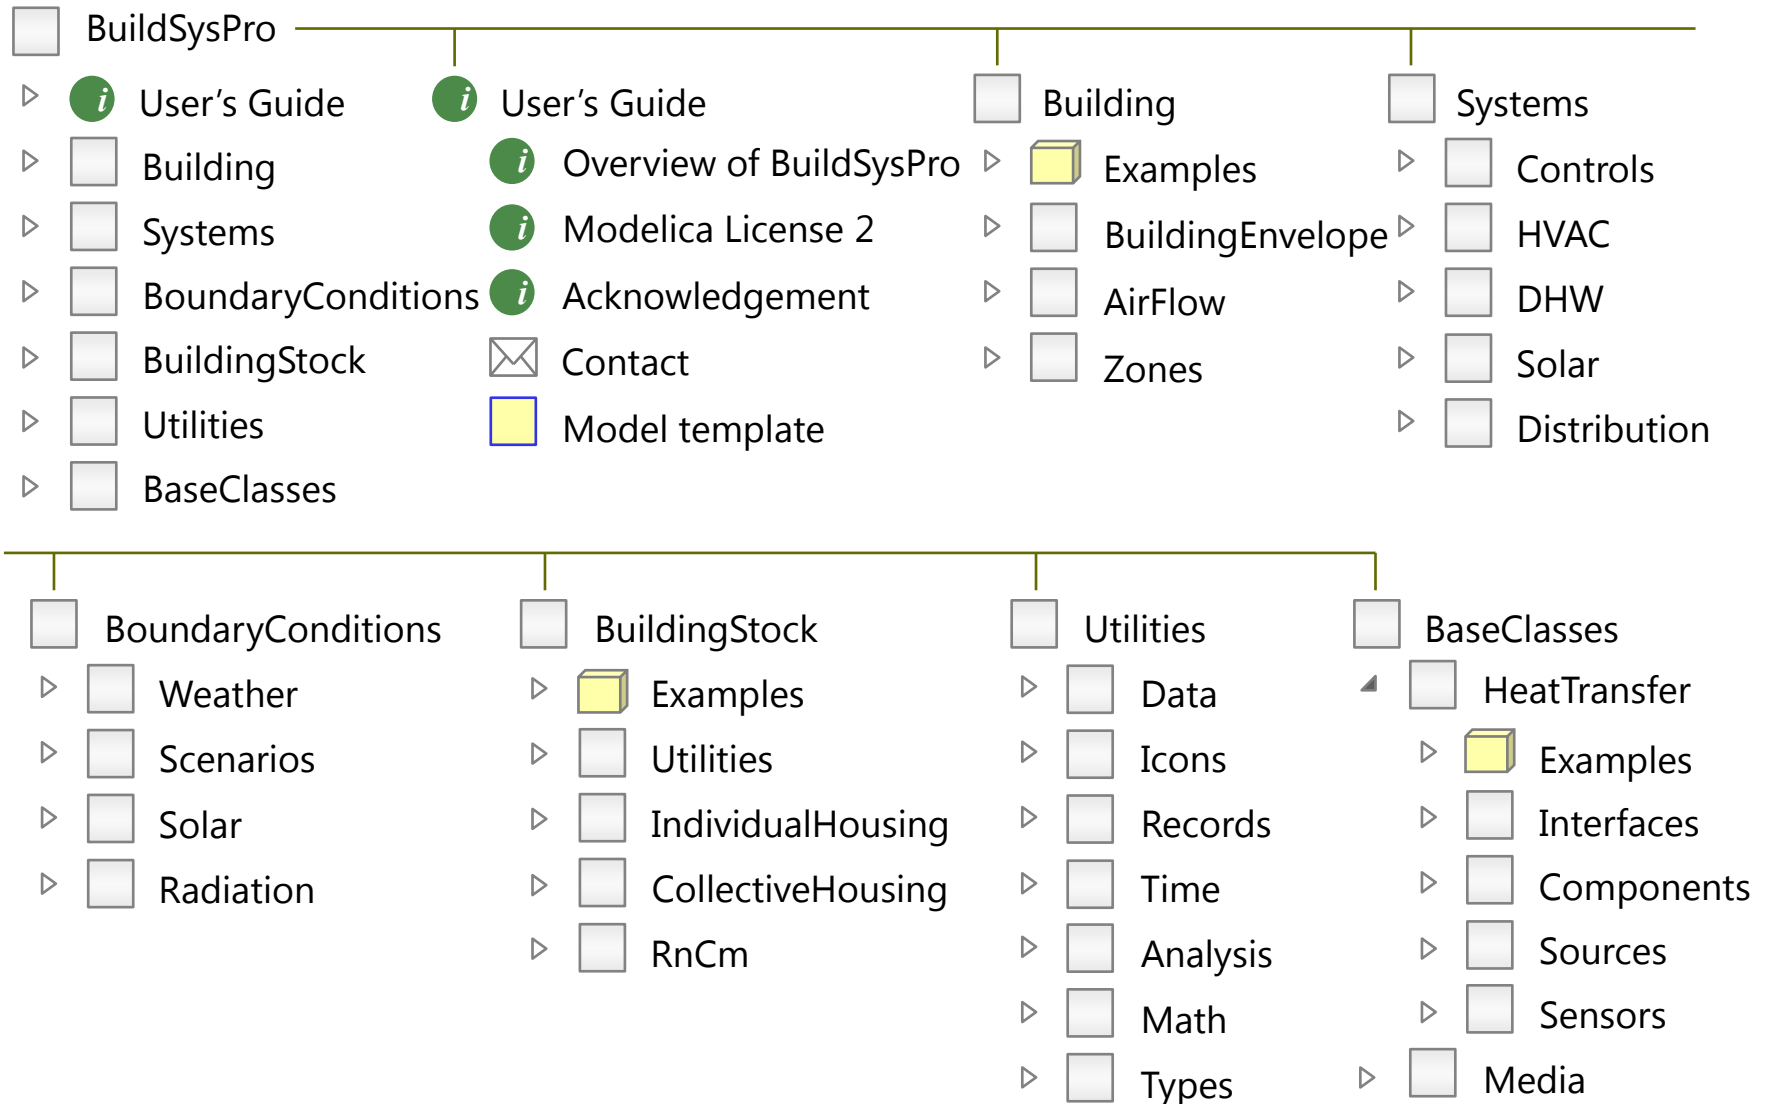 BuildSysPro
User's Guide
Building
Systems
BoundaryConditions
BuildingStock
Utilities
BaseClasses
User's Guide
Overview of BuildSysPro
Modelica License 2
Acknowledgement
Contact
Model template
Building
Examples
BuildingEnvelope
AirFlow
Zones
Systems
Controls
HVAC
DHW
Solar
Distribution
BoundaryConditions
Weather
Scenarios
Solar
Radiation
BuildingStock
Examples
Utilities
IndividualHousing
CollectiveHousing
RnCm
Utilities
Data
Icons
Records
Time
Analysis
Math
Types
BaseClasses
HeatTransfer
Examples
Interfaces
Components
Sources
Sensors
Media